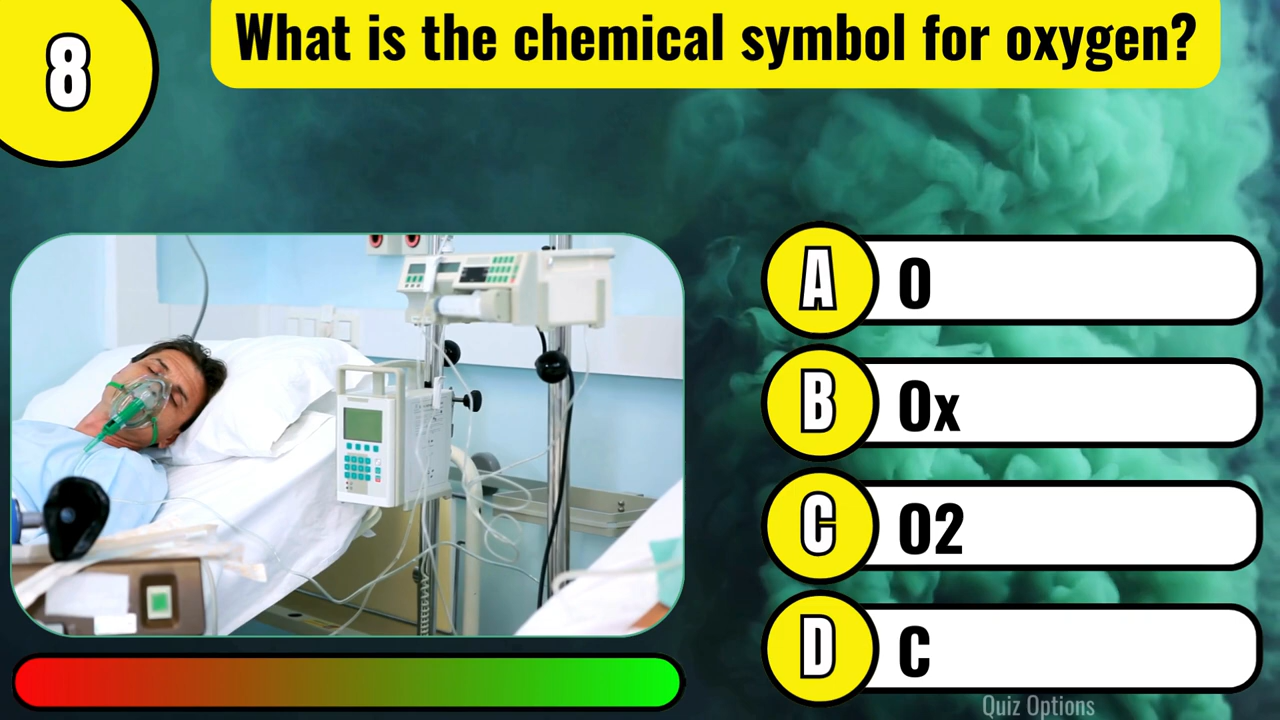 8
What is the chemical symbol for oxygen?
A O
B Ox
C O2
D C
Quiz Options